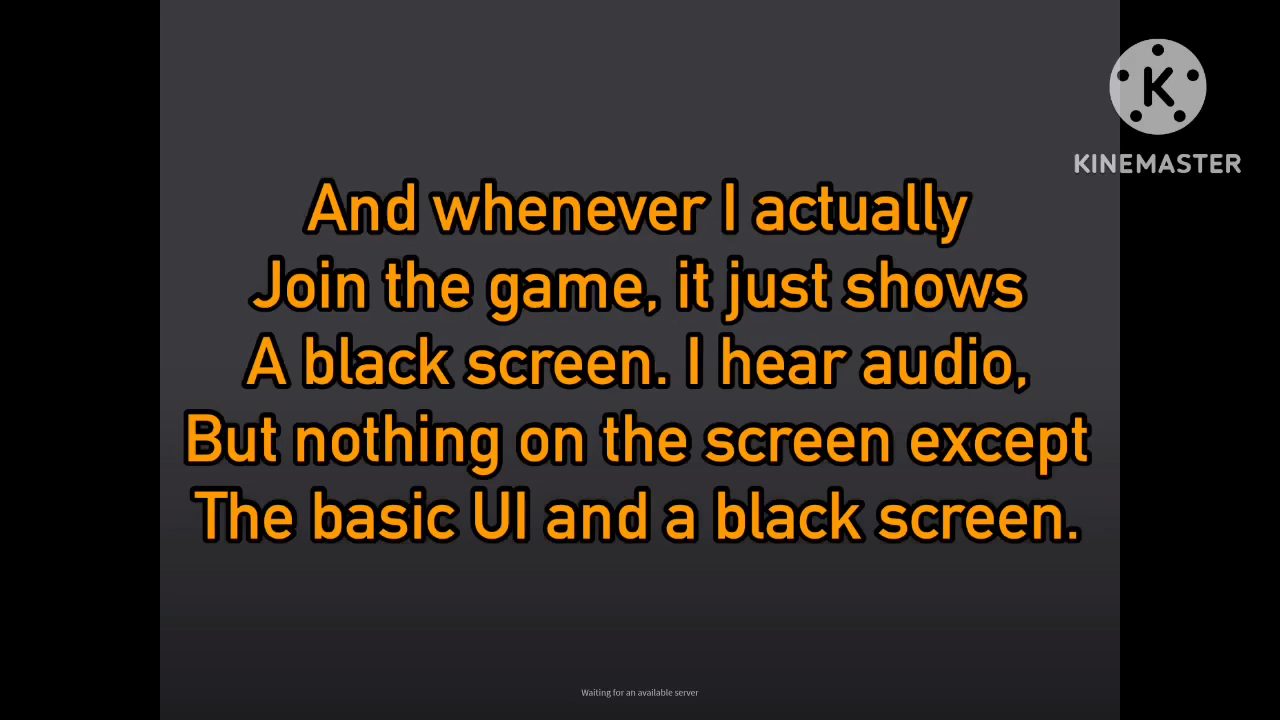 KINEMASTER
And whenever I actually
Join the game, it just shows
A black screen. I hear audio,
But nothing on the screen except
The basic UI and a black screen.
Waiting for an available server